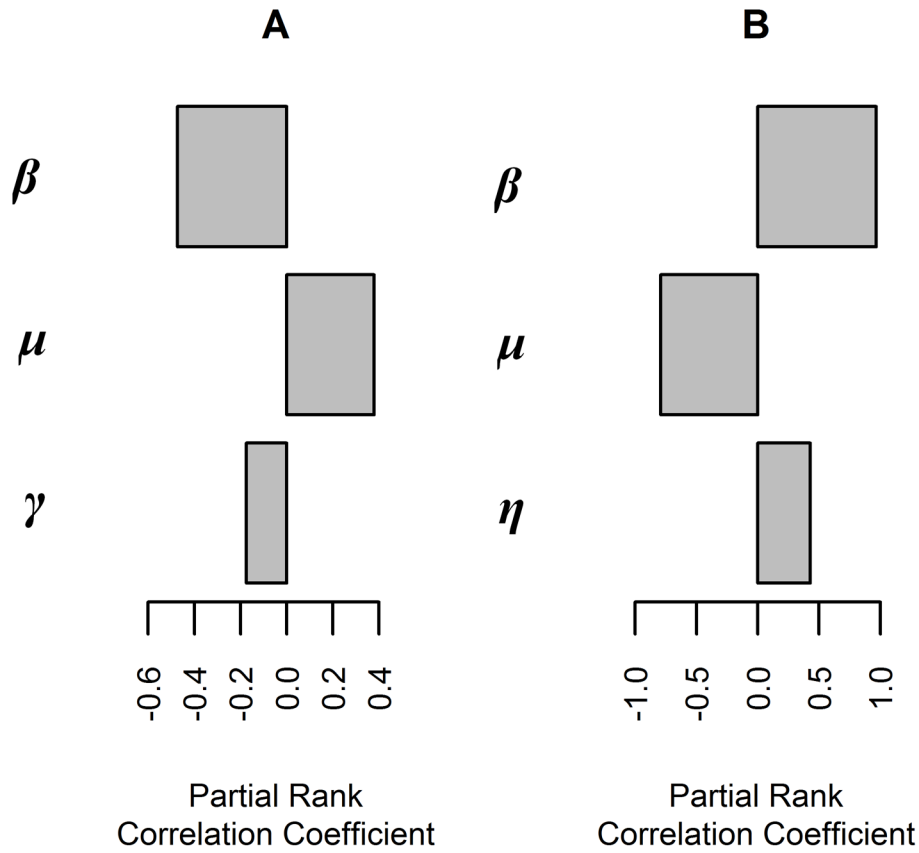 A
β
μ
γ
-0.6 -0.4 -0.2 0.0 0.2 0.4
Partial Rank
Correlation Coefficient
B
β
μ
η
-1.0 -0.5 0.0 0.5 1.0
Partial Rank
Correlation Coefficient